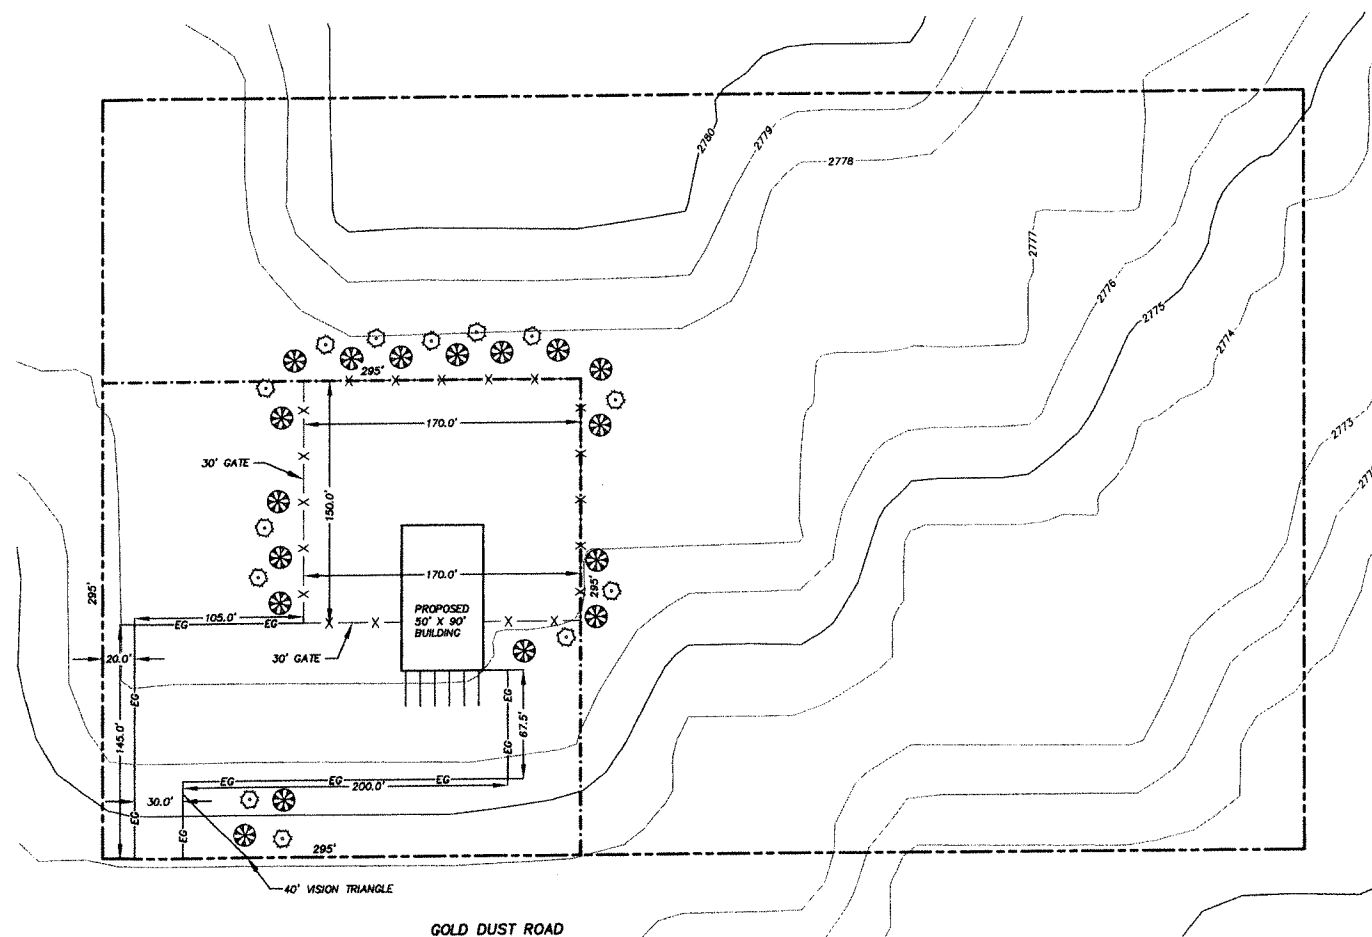 2780
2779
2778
2777
2776
2775
2774
2773
295'
170.0'
30' GATE
150.0'
170.0'
295'
295'
PROPOSED
50' X 90'
BUILDING
105.0'
EG
EG
30' GATE
20.0'
EG
EG
67.5'
145.0'
EG
EG
EG
EG
200.0'
30.0'
EG
EG
295'
40' VISION TRIANGLE
GOLD DUST ROAD